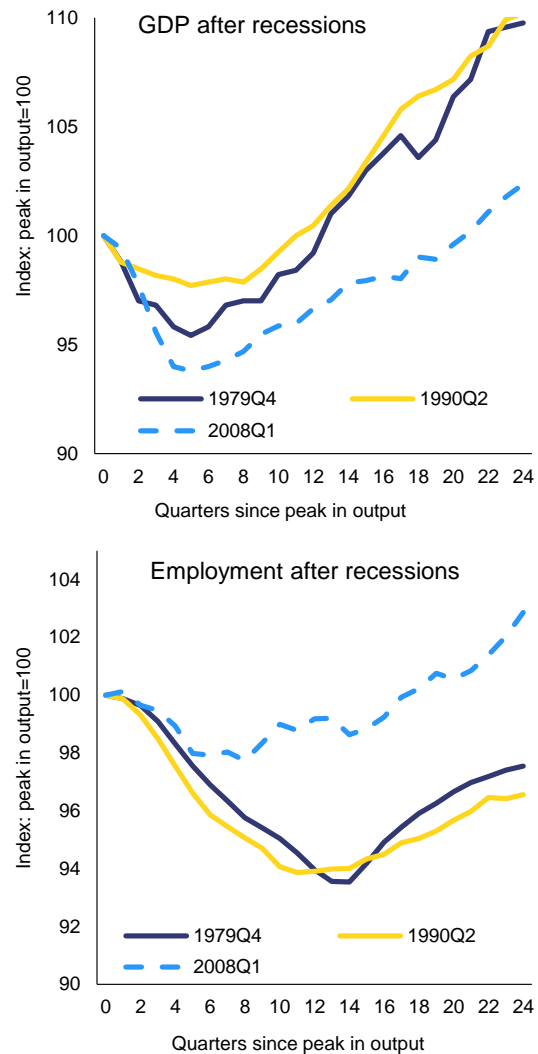 GDP after recessions
Index: peak in output=100
110
105
100
95
90
1979Q4 1990Q2
2008Q1
0 2 4 6 8 10 12 14 16 18 20 22 24
Quarters since peak in output
Employment after recessions
Index: peak in output=100
104
102
100
98
96
94
92
90
1979Q4 1990Q2
2008Q1
0 2 4 6 8 10 12 14 16 18 20 22 24
Quarters since peak in output